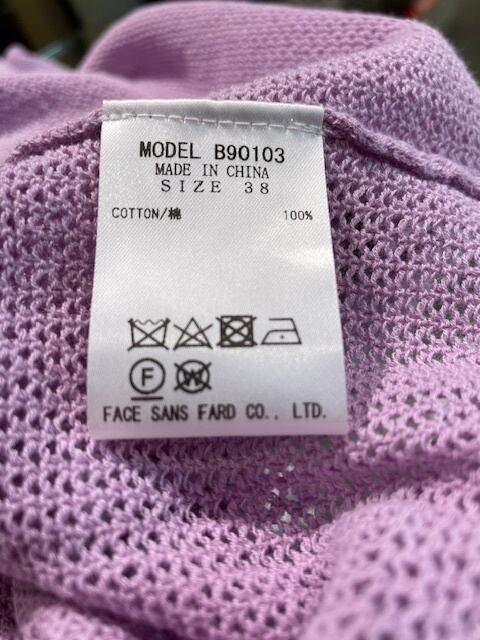 MODEL B90103
MADE IN CHINA
SIZE 38
COTTON/棉 100%
F W
FACE SANS FARD CO., LTD.